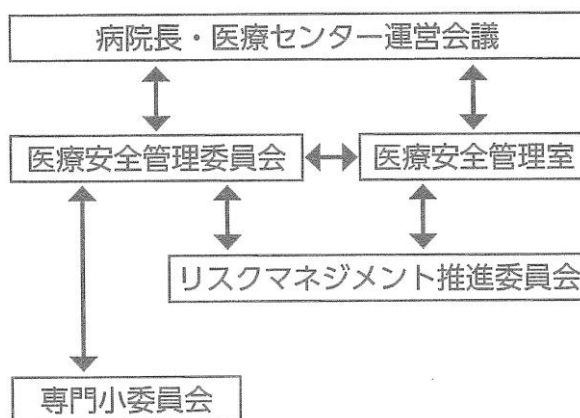 病院長・医療センター運営会議
医療安全管理委員会
医療安全管理室
リスクマネジメント推進委員会
専門小委員会